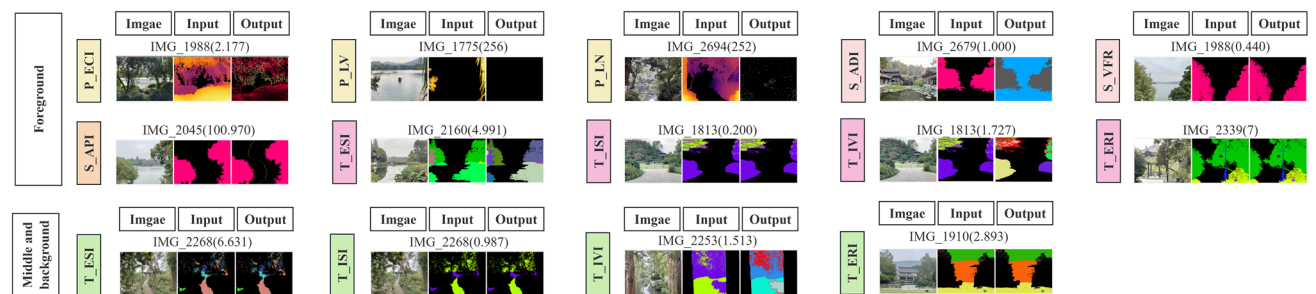 Foreground
Imgae Input Output
P_ECI
IMG_1988(2.177)
Imgae Input Output
P_LV
IMG_1775(256)
Imgae Input Output
P_LN
IMG_2694(252)
Imgae Input Output
S_ADI
IMG_2679(1.000)
Imgae Input Output
S_VFR
IMG_1988(0.440)
S_API
IMG_2045(100.970)
T_ESI
IMG_2160(4.991)
T_ISI
IMG_1813(0.200)
T_IVI
IMG_1813(1.727)
T_ERI
IMG_2339(7)
Middle and
background
Imgae Input Output
T_ESI
IMG_2268(6.631)
Imgae Input Output
T_ISI
IMG_2268(0.987)
Imgae Input Output
T_IVI
IMG_2253(1.513)
Imgae Input Output
T_ERI
IMG_1910(2.893)